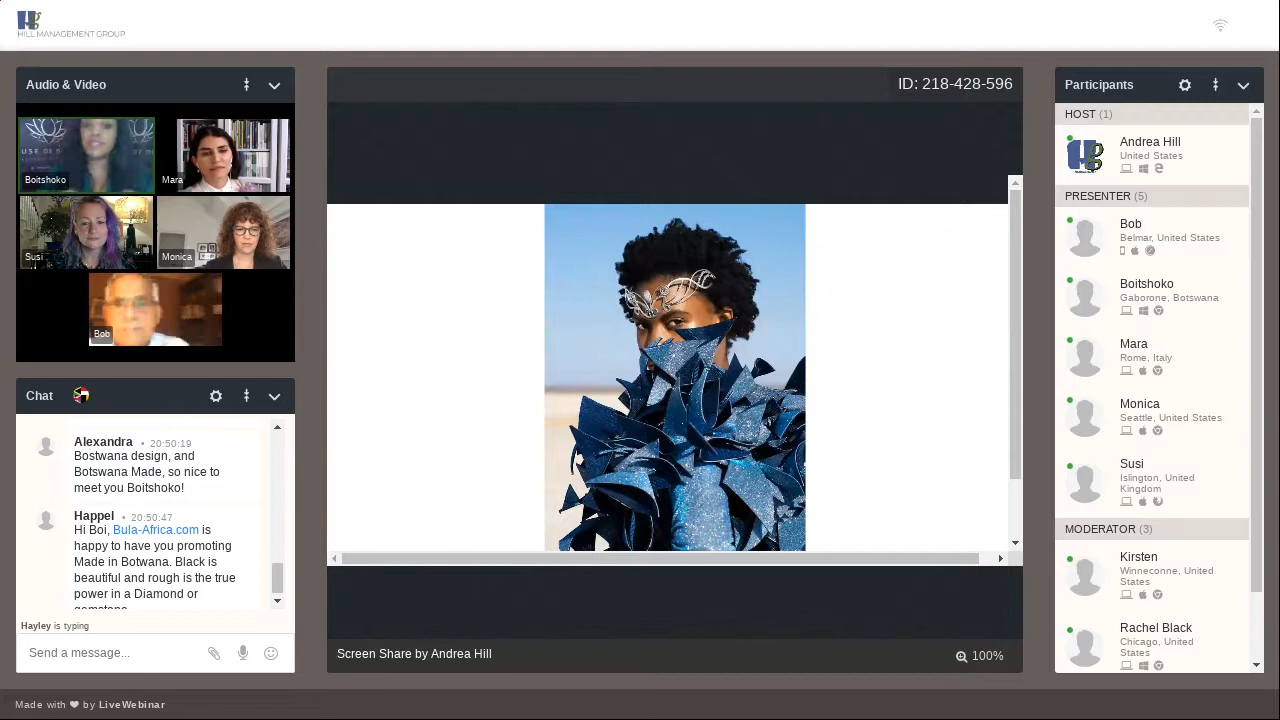 Hg
HILL MANAGEMENT GROUP
Audio & Video
Boitshoko
Mara
Susi
Monica
Bob
Chat
Alexandra • 20:50:19
Bostwana design, and
Botswana Made, so nice to
meet you Boitshoko!
Happel • 20:50:47
Hi Boi, Bula-Africa.com is
happy to have you promoting
Made in Botwana. Black is
beautiful and rough is the true
power in a Diamond or
gemstone
Hayley is typing
Send a message...
ID: 218-428-596
Screen Share by Andrea Hill
100%
Participants
HOST (1)
Hg
Andrea Hill
United States
PRESENTER (5)
Bob
Belmar, United States
Boitshoko
Gaborone, Botswana
Mara
Rome, Italy
Monica
Seattle, United States
Susi
Islington, United
Kingdom
MODERATOR (3)
Kirsten
Winneconne, United
States
Rachel Black
Chicago, United
States
Made with ❤ by LiveWebinar